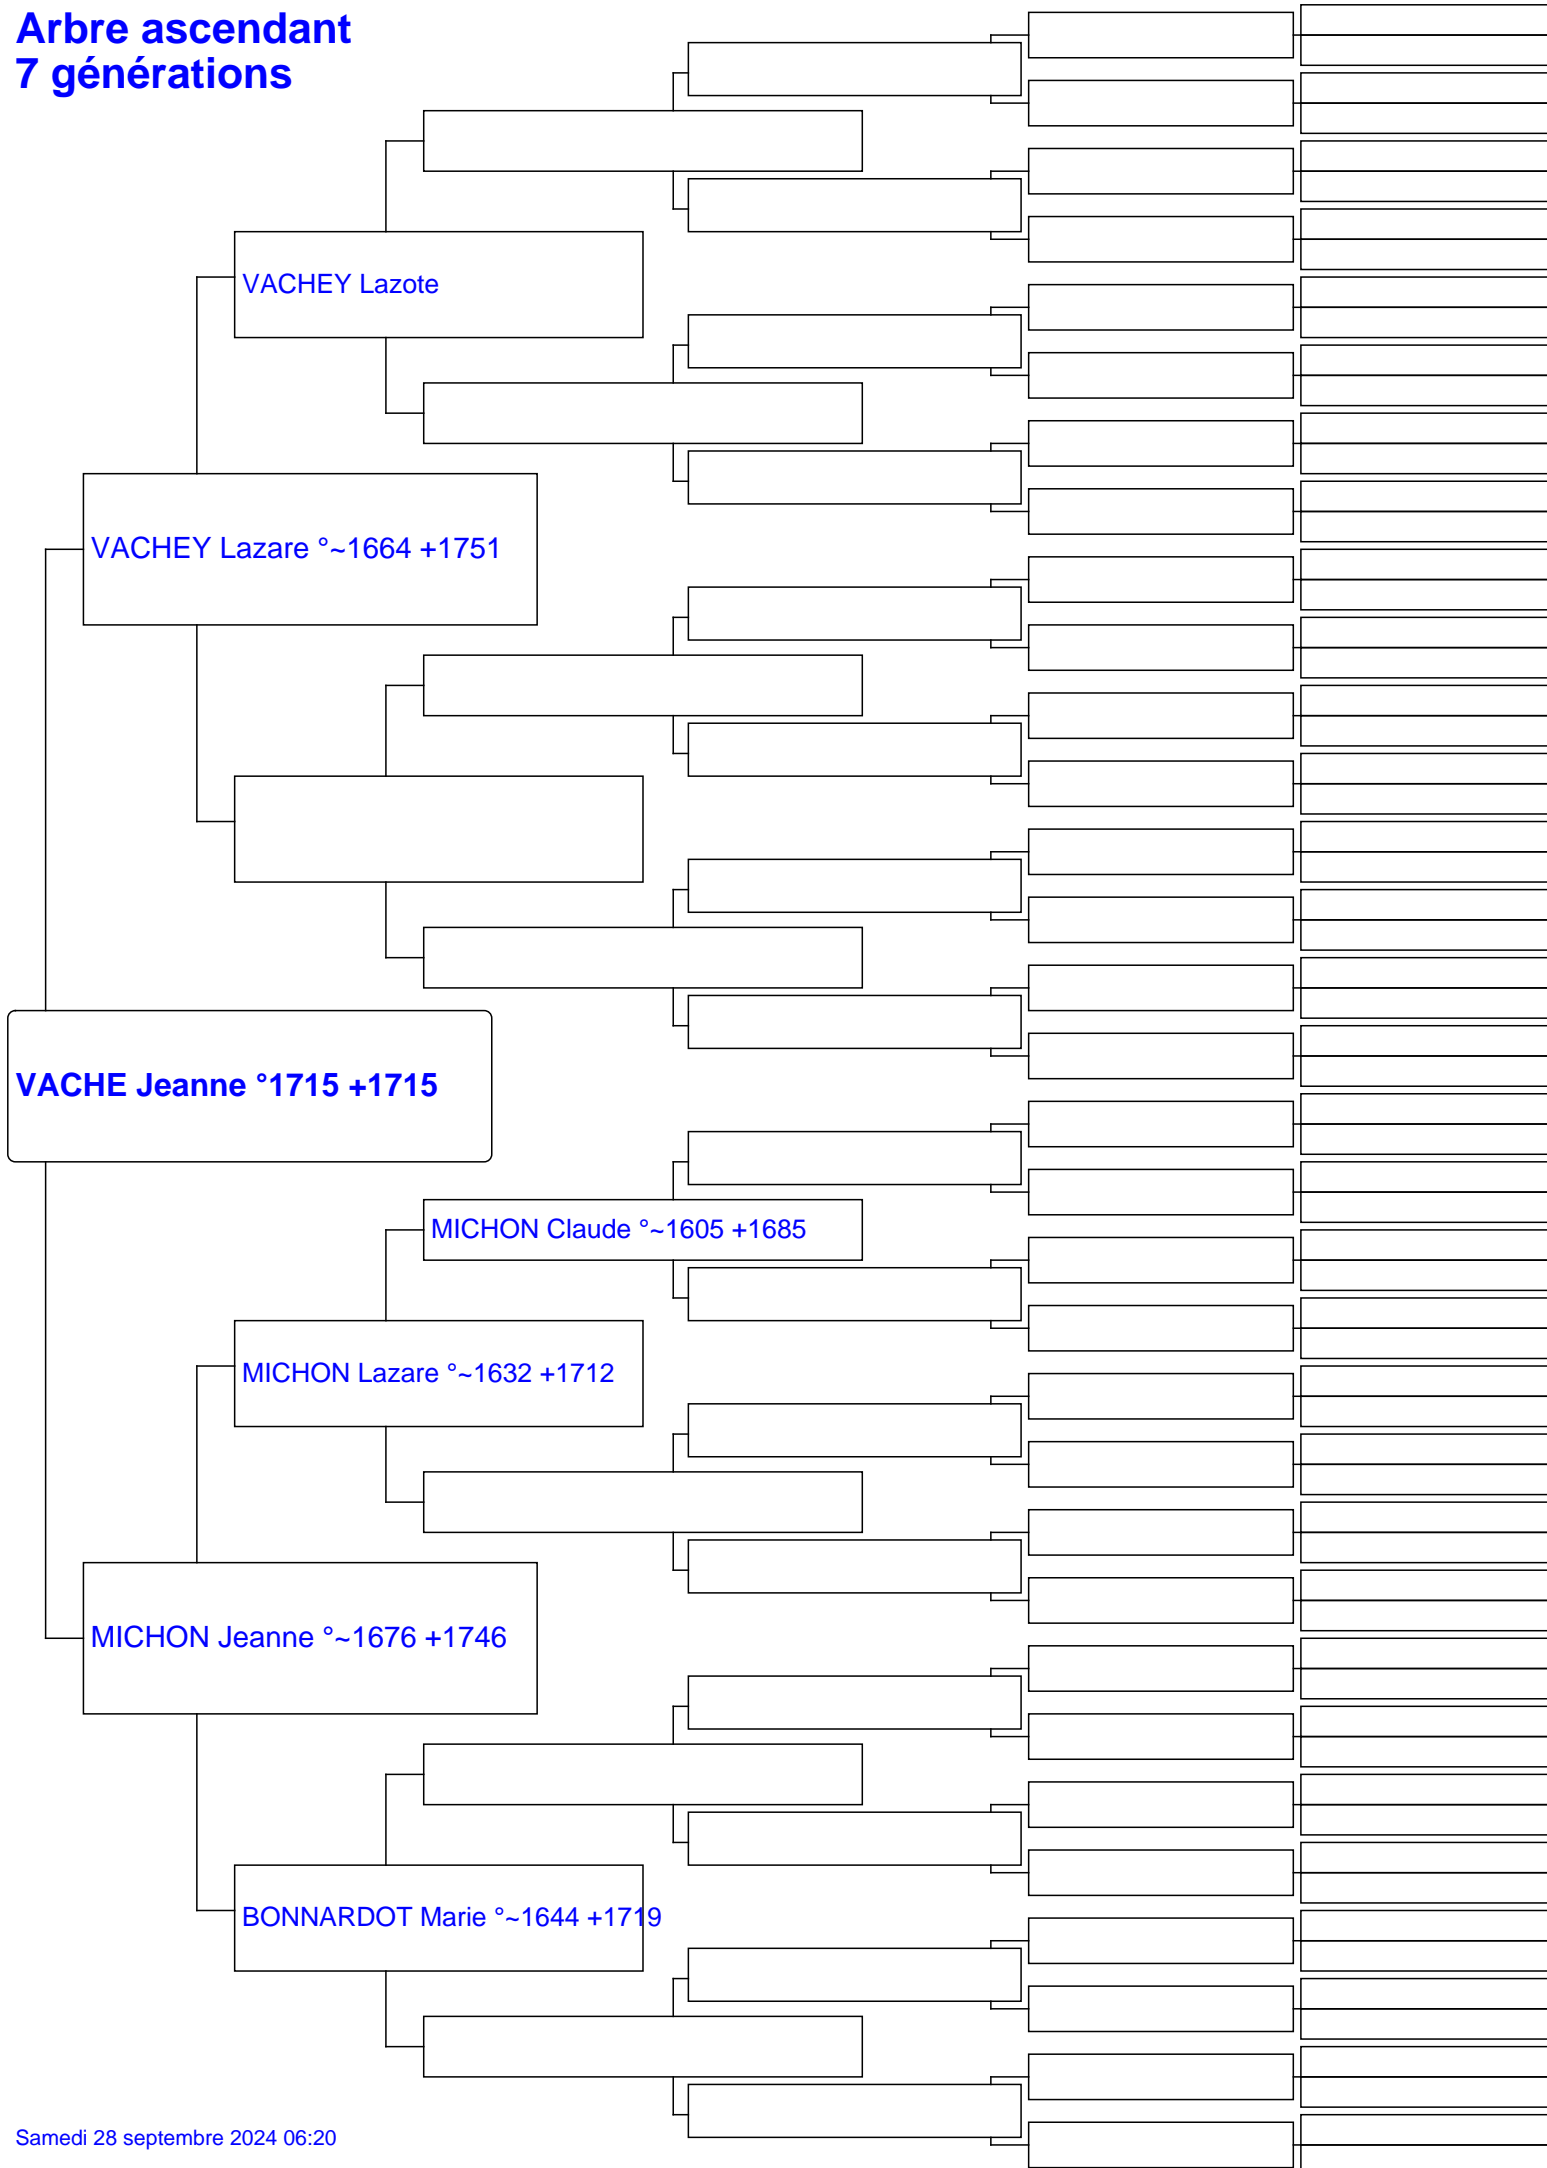 Arbre ascendant
7 générations
VACHEY Lazote
VACHEY Lazare °~1664 +1751
VACHE Jeanne °1715 +1715
MICHON Claude °~1605 +1685
MICHON Lazare °~1632 +1712
MICHON Jeanne °~1676 +1746
BONNARDOT Marie °~1644 +1719
Samedi 28 septembre 2024 06:20